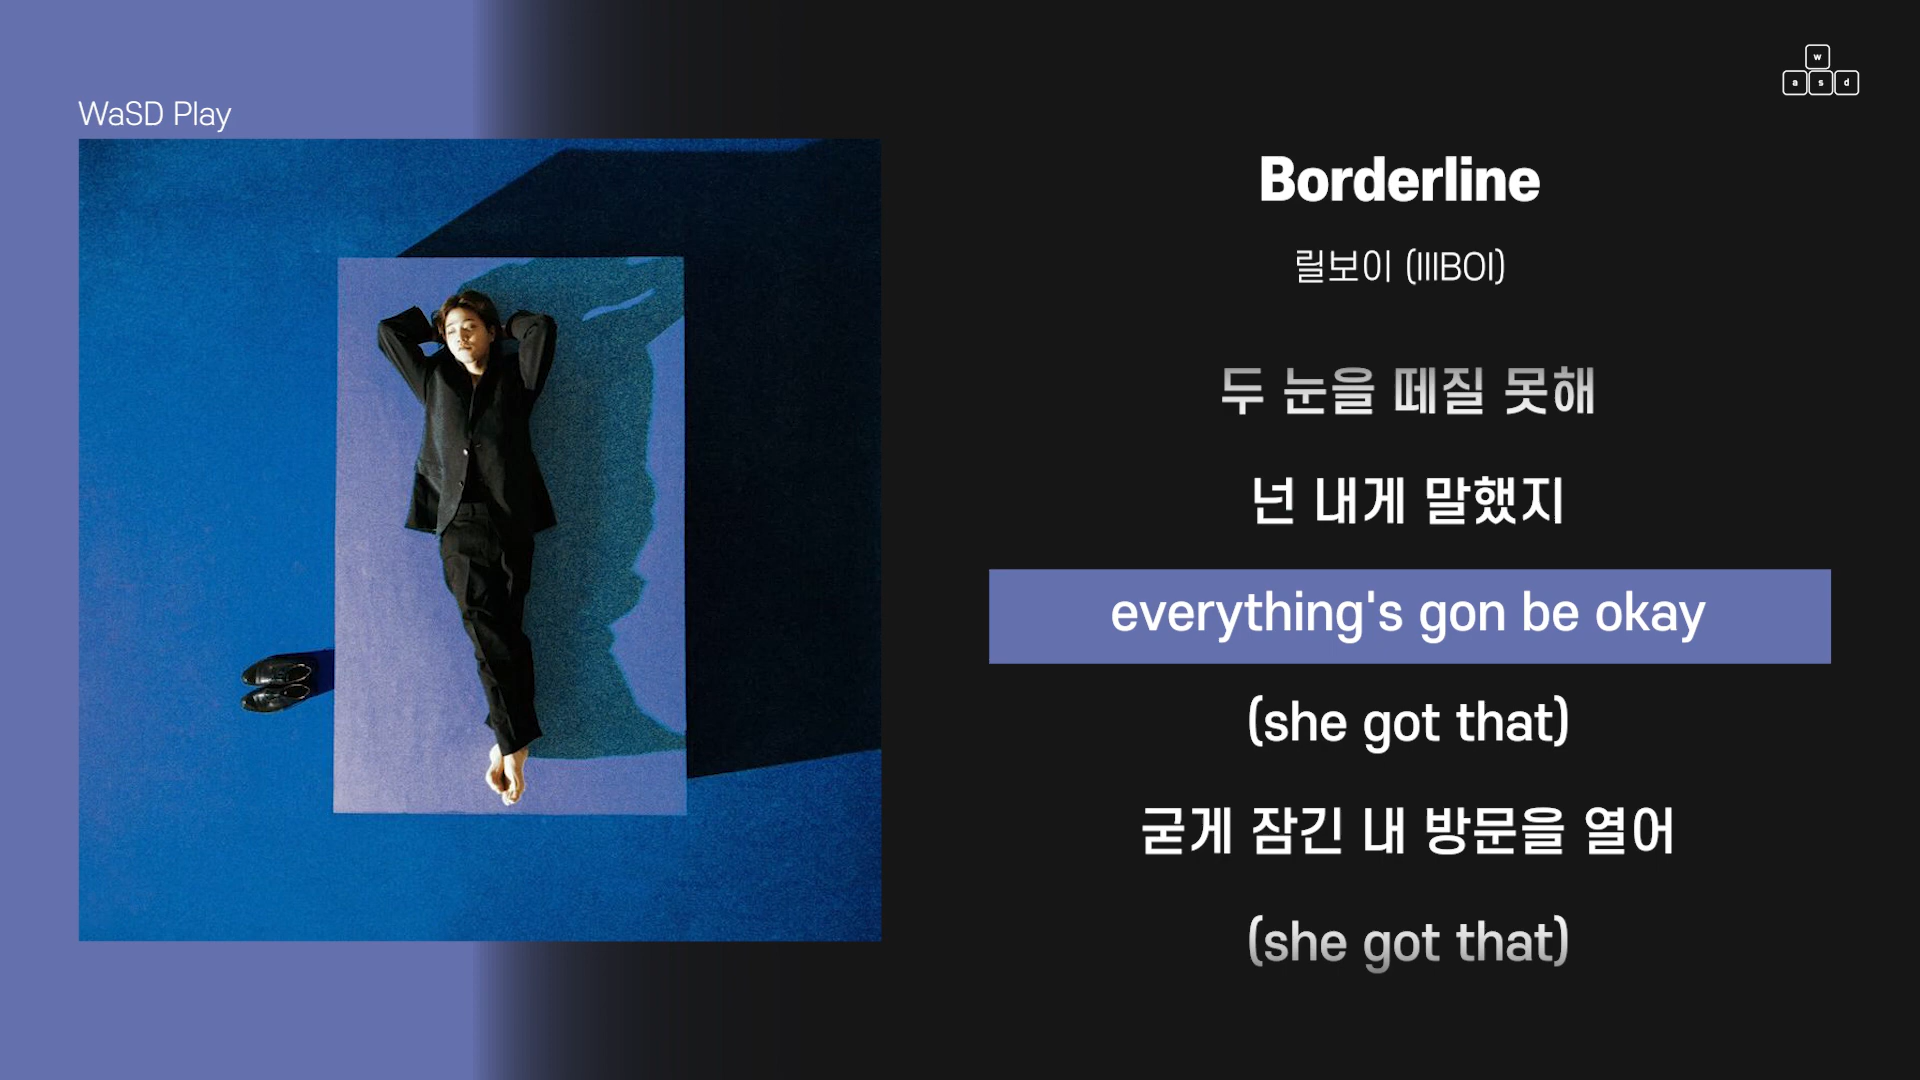 WaSD Play
w
a s d
Borderline
릴보이 (lIlBOI)
두 눈을 떼질 못해
넌 내게 말했지
everything's gon be okay
(she got that)
굳게 잠긴 내 방문을 열어
(she got that)